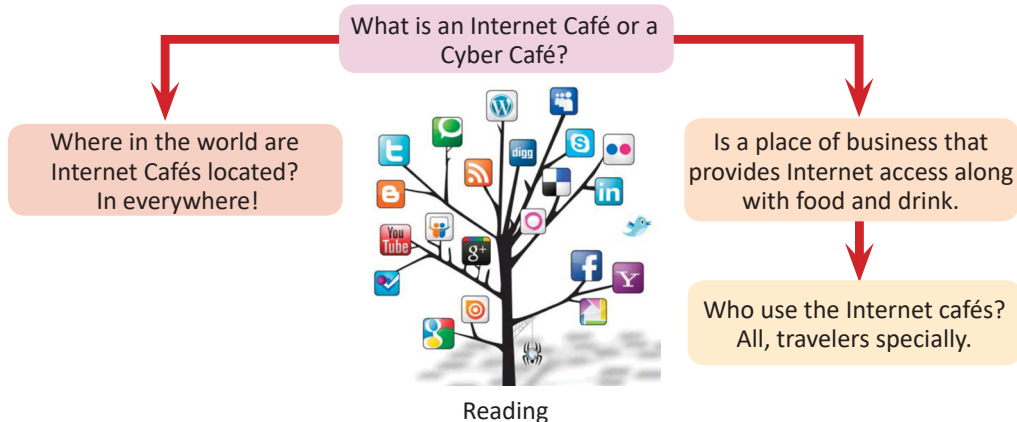 What is an Internet Café or a
Cyber Café?
Where in the world are
Internet Cafés located?
In everywhere!
Is a place of business that
provides Internet access along
with food and drink.
Who use the Internet cafés?
All, travelers specially.
digg
You
Tube
g+
in
Reading